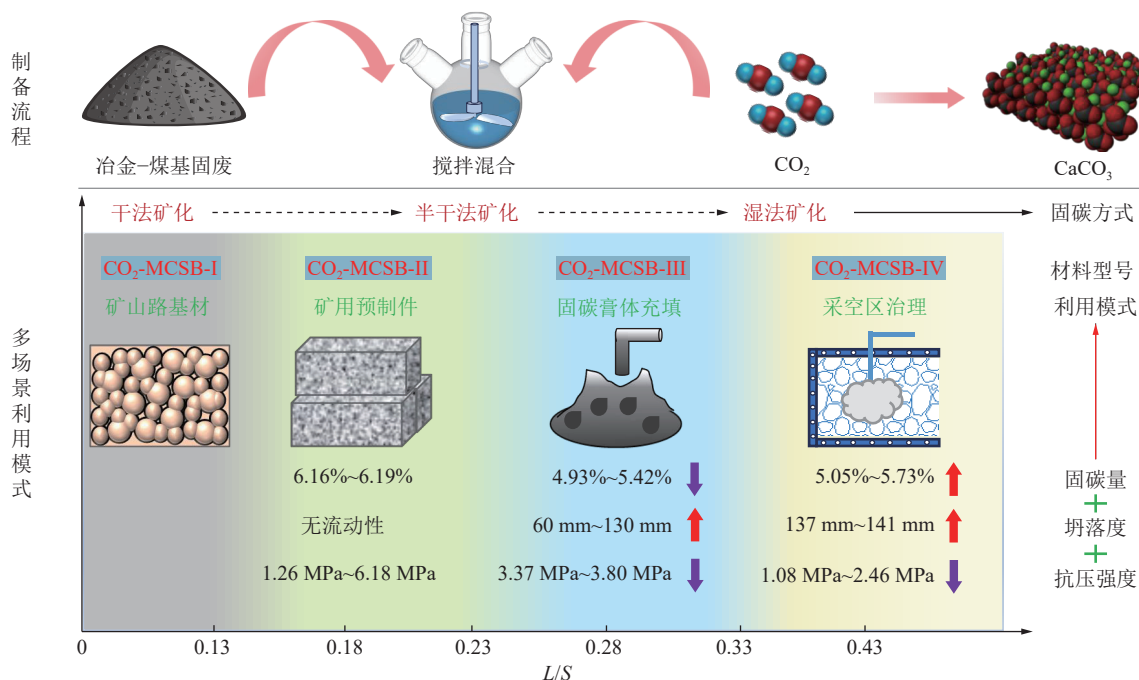 制备流程
冶金−煤基固废
搅拌混合
CO₂
CaCO₃
干法矿化
半干法矿化
湿法矿化
固碳方式
CO₂-MCSB-I
CO₂-MCSB-II
CO₂-MCSB-III
CO₂-MCSB-IV
材料型号
矿山路基材
矿用预制件
固碳膏体充填
采空区治理
利用模式
多场景利用模式
6.16%~6.19%
4.93%~5.42%
5.05%~5.73%
固碳量
+
无流动性
60 mm~130 mm
137 mm~141 mm
坍落度
+
1.26 MPa~6.18 MPa
3.37 MPa~3.80 MPa
1.08 MPa~2.46 MPa
抗压强度
0
0.13
0.18
0.23
0.28
0.33
0.43
L/S